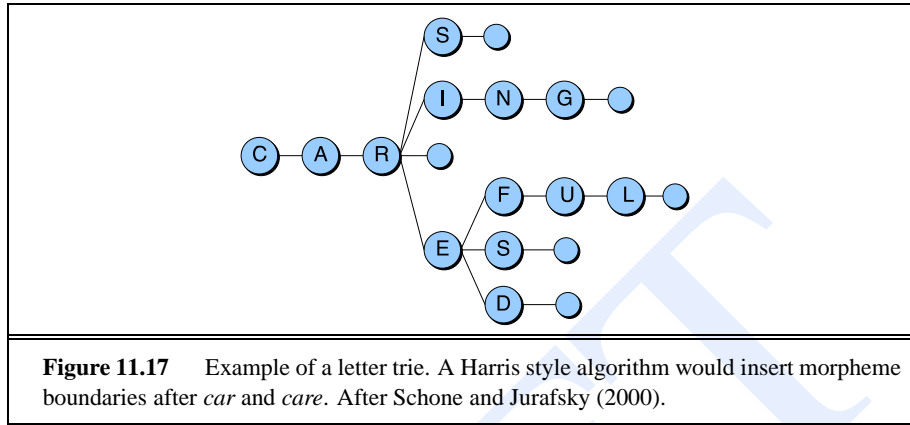 S
I N G
C A R
F U L
E S
D
Figure 11.17 Example of a letter trie. A Harris style algorithm would insert morpheme
boundaries after car and care. After Schone and Jurafsky (2000).
T